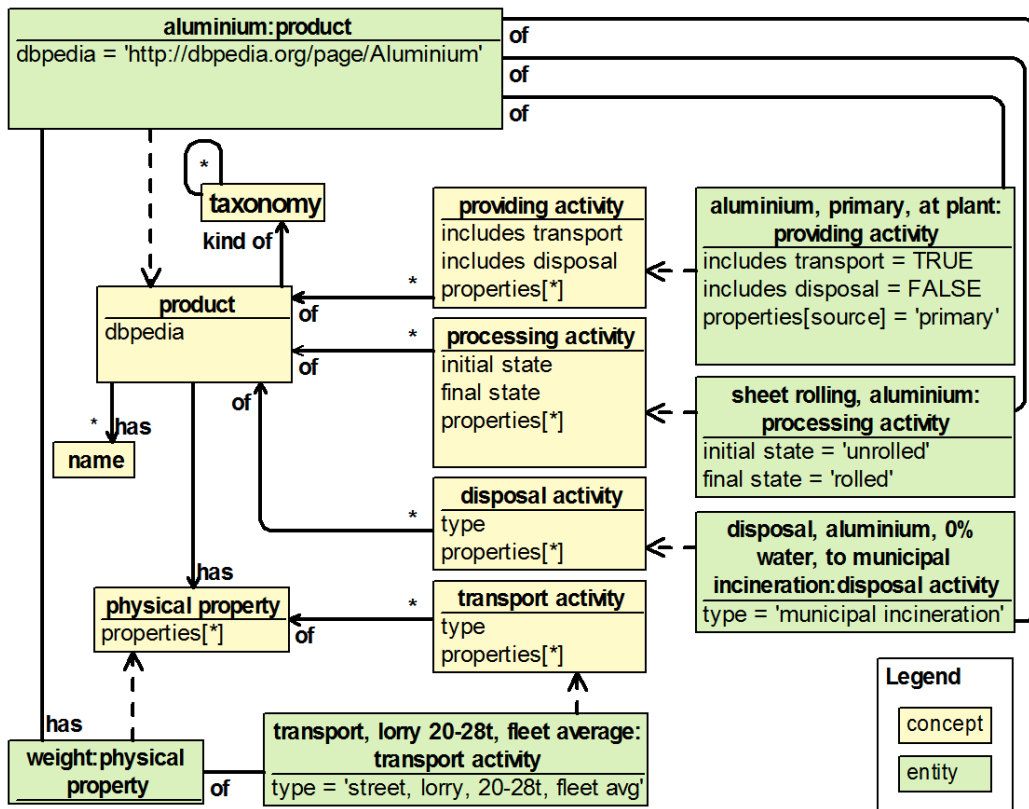 aluminium:product
dbpedia = 'http://dbpedia.org/page/Aluminium'
of
of
of
*
taxonomy
kind of
providing activity
includes transport
includes disposal
properties[*]
aluminium, primary, at plant:
providing activity
includes transport = TRUE
includes disposal = FALSE
properties[source] = 'primary'
product
dbpedia
*
of
*
of
of
processing activity
initial state
final state
properties[*]
sheet rolling, aluminium:
processing activity
initial state = 'unrolled'
final state = 'rolled'
* has
name
disposal activity
type
properties[*]
*
disposal, aluminium, 0%
water, to municipal
incineration:disposal activity
type = 'municipal incineration'
has
physical property
properties[*]
*
of
transport activity
type
properties[*]
Legend
concept
entity
has
weight:physical
property
of
transport, lorry 20-28t, fleet average:
transport activity
type = 'street, lorry, 20-28t, fleet avg'